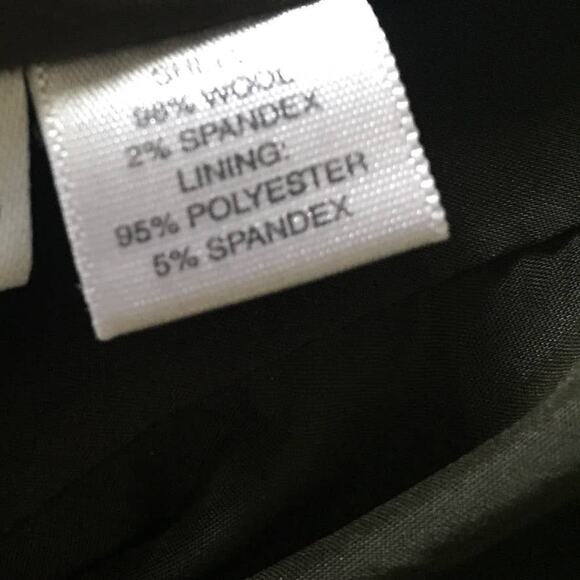 98% WOOL
2% SPANDEX
LINING:
95% POLYESTER
5% SPANDEX